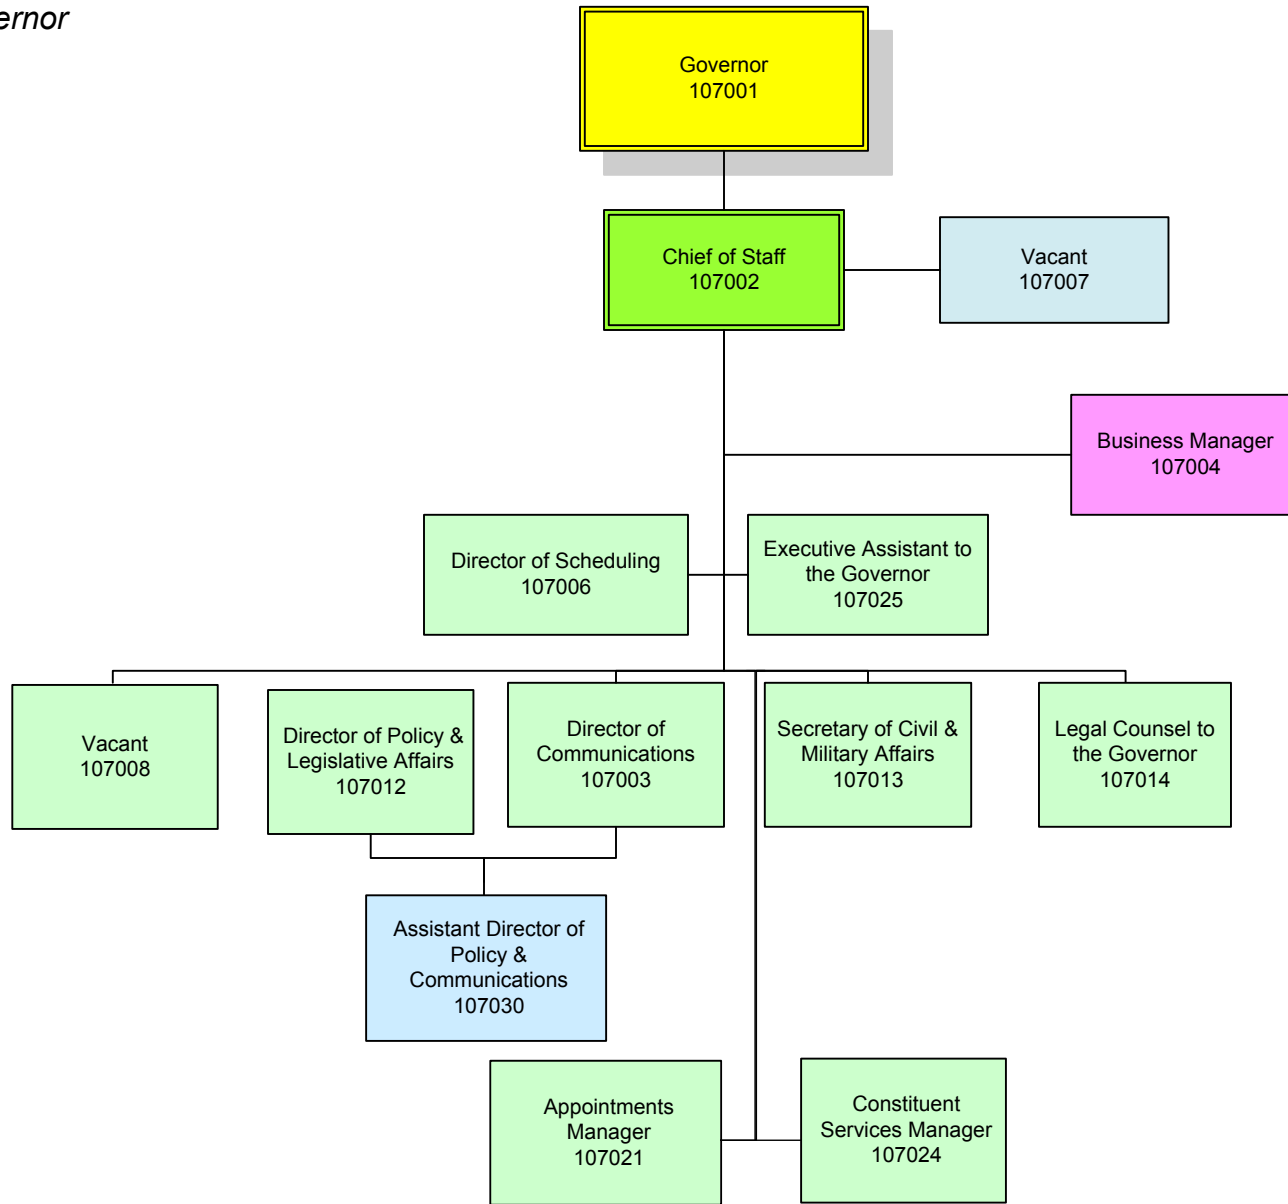 ernor
Governor
107001
Chief of Staff
107002
Vacant
107007
Business Manager
107004
Director of Scheduling
107006
Executive Assistant to
the Governor
107025
Vacant
107008
Director of Policy &
Legislative Affairs
107012
Director of
Communications
107003
Secretary of Civil &
Military Affairs
107013
Legal Counsel to
the Governor
107014
Assistant Director of
Policy &
Communications
107030
Appointments
Manager
107021
Constituent
Services Manager
107024